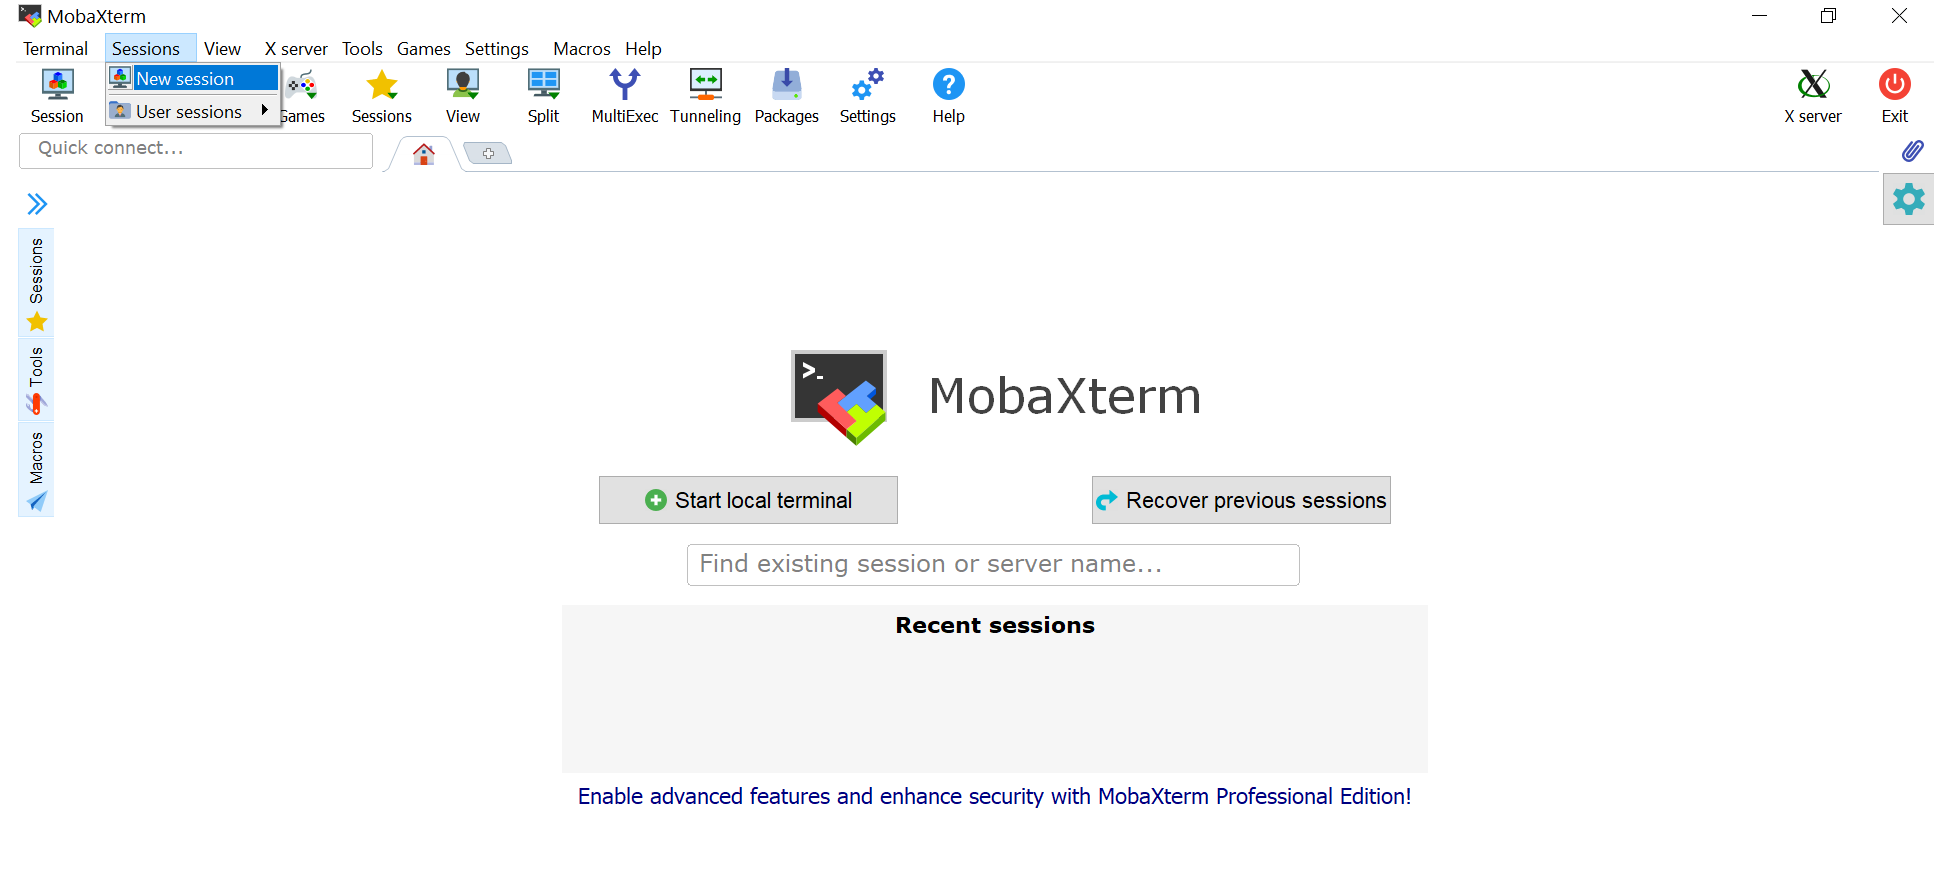 MobaXterm
Terminal Sessions View X server Tools Games Settings Macros Help
New session
User sessions
Session Games Sessions View Split MultiExec Tunneling Packages Settings Help X server Exit
Quick connect...
Sessions
Tools
Macros
>_
MobaXterm
Start local terminal Recover previous sessions
Find existing session or server name...
Recent sessions
Enable advanced features and enhance security with MobaXterm Professional Edition!